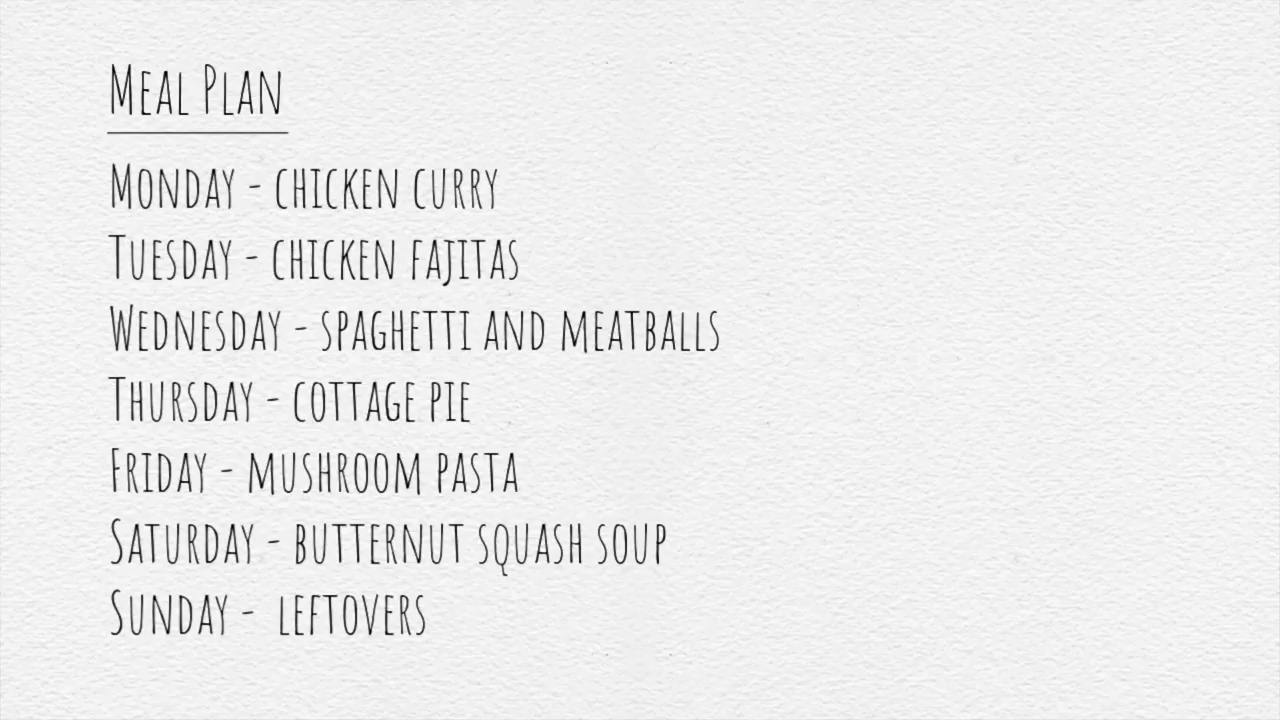 Meal Plan
Monday - chicken curry
Tuesday - chicken fajitas
Wednesday - spaghetti and meatballs
Thursday - cottage pie
Friday - mushroom pasta
Saturday - butternut squash soup
Sunday - leftovers